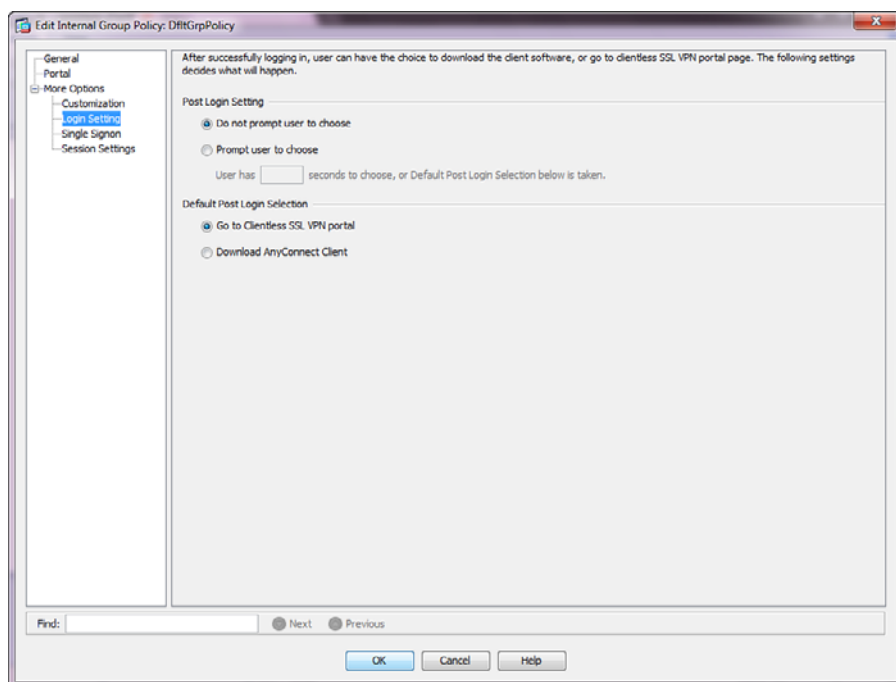 Edit Internal Group Policy: DfltGrpPolicy
General
Portal
More Options
Customization
Login Setting
Single Signon
Session Settings
After successfully logging in, user can have the choice to download the client software, or go to clientless SSL VPN portal page. The following settings
decides what will happen.
Post Login Setting
Do not prompt user to choose
Prompt user to choose
User has seconds to choose, or Default Post Login Selection below is taken.
Default Post Login Selection
Go to Clientless SSL VPN portal
Download AnyConnect Client
Find: Next Previous
OK Cancel Help